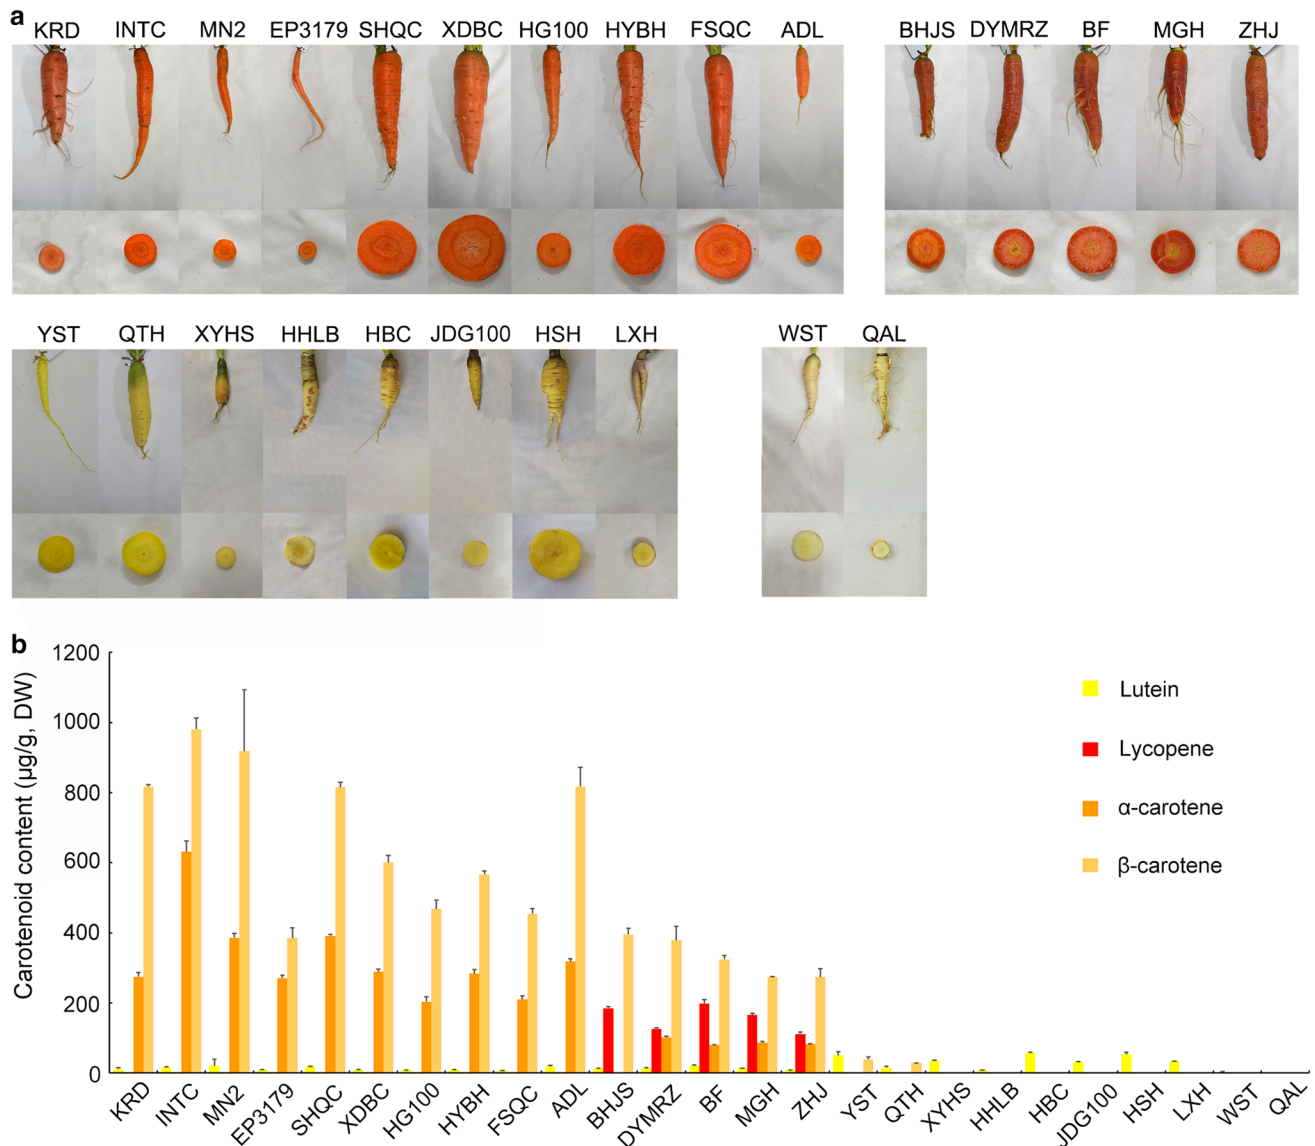 a
KRD INTC MN2 EP3179 SHQC XDBC HG100 HYBH FSQC ADL BHJS DYMRZ BF MGH ZHJ
YST QTH XYHS HHLB HBC JDG100 HSH LXH WST QAL
b
Carotenoid content (μg/g, DW)
1200
1000
800
600
400
200
0
Lutein
Lycopene
α-carotene
β-carotene
KRD INTC MN2 EP3179 SHQC XDBC HG100 HYBH FSQC ADL BHJS DYMRZ BF MGH ZHJ YST QTH XYHS HHLB HBC JDG100 HSH LXH WST QAL